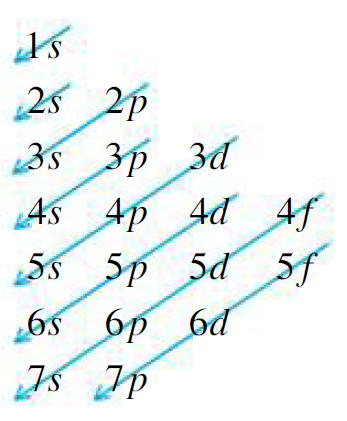 1s
2s 2p
3s 3p 3d
4s 4p 4d 4f
5s 5p 5d 5f
6s 6p 6d
7s 7p